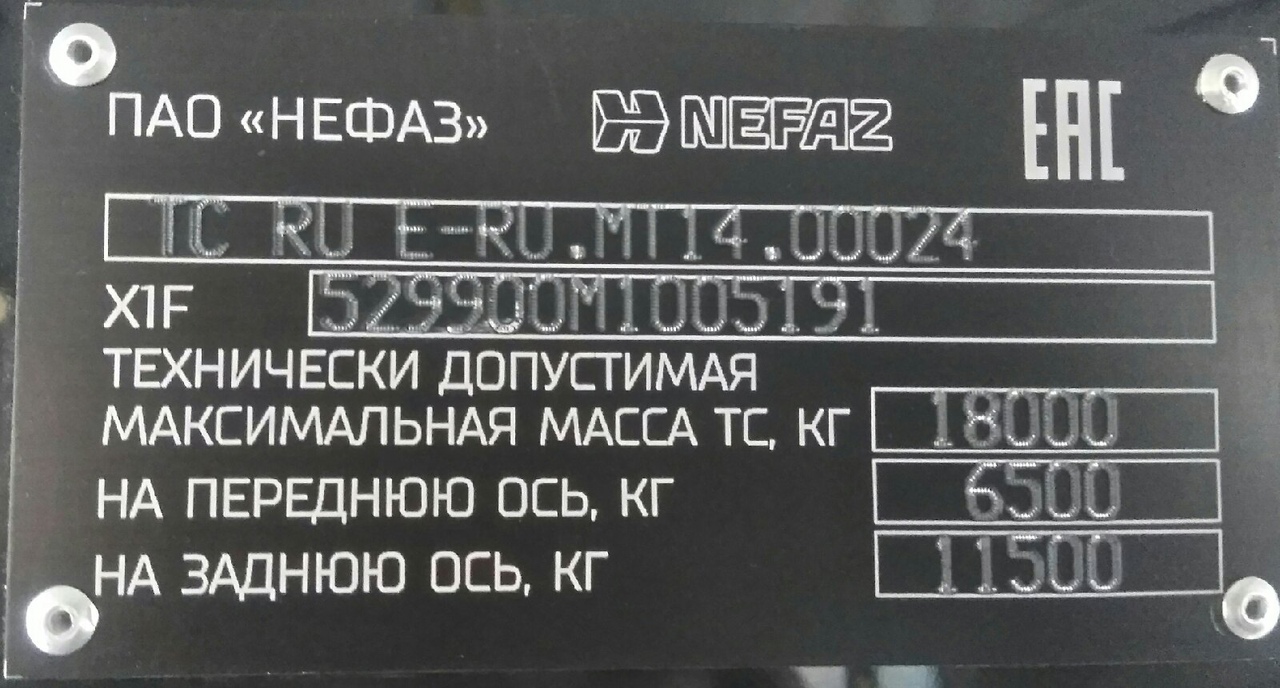 ПАО «НЕФАЗ» NEFAZ EAC
TC RU E-RU.MT14.00024
X1F 529900M1005191
ТЕХНИЧЕСКИ ДОПУСТИМАЯ
МАКСИМАЛЬНАЯ МАССА ТС, КГ 18000
НА ПЕРЕДНЮЮ ОСЬ, КГ 6500
НА ЗАДНЮЮ ОСЬ, КГ 11500